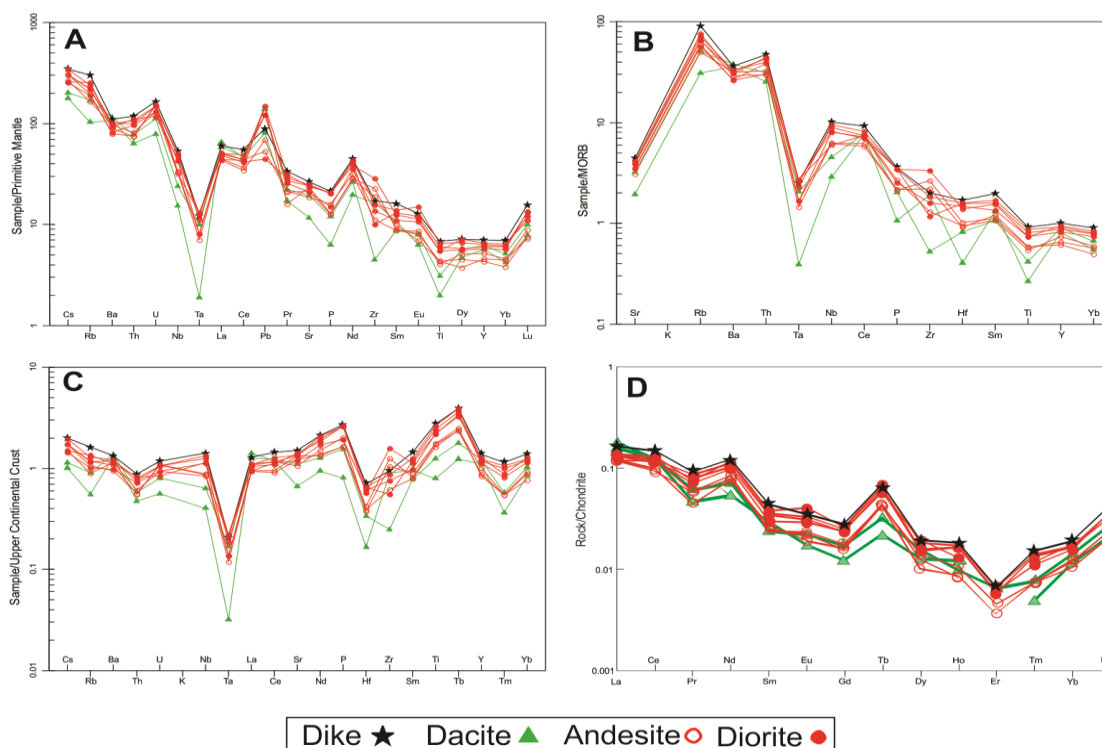 A
Sample/Primitive Mantle
1000
100
10
1
Cs Ba U Ta La Ce Pb Pr P Zr Eu Dy Yb
Rb Th Nb La Ce Pb Pr Sr P Nd Sm Ti Y Lu
B
Sample/MORB
100
10
1
0.1
Sr Rb Th Nb P Hf Ti Yb
K Ba Ta Ce Zr Sm Y
C
Sample/Upper Continental Crust
10
1
0.1
0.01
Cs Ba U Nb La Sr P Zr Ti Y Yb
Rb Th K Ta Ce Nd Hf Sm Tb Tm
D
Rock/Chondrite
1
0.1
0.01
0.001
Ce Nd Eu Tb Ho Tm
La Pr Sm Gd Dy Er Yb
Dike Dacite Andesite Diorite